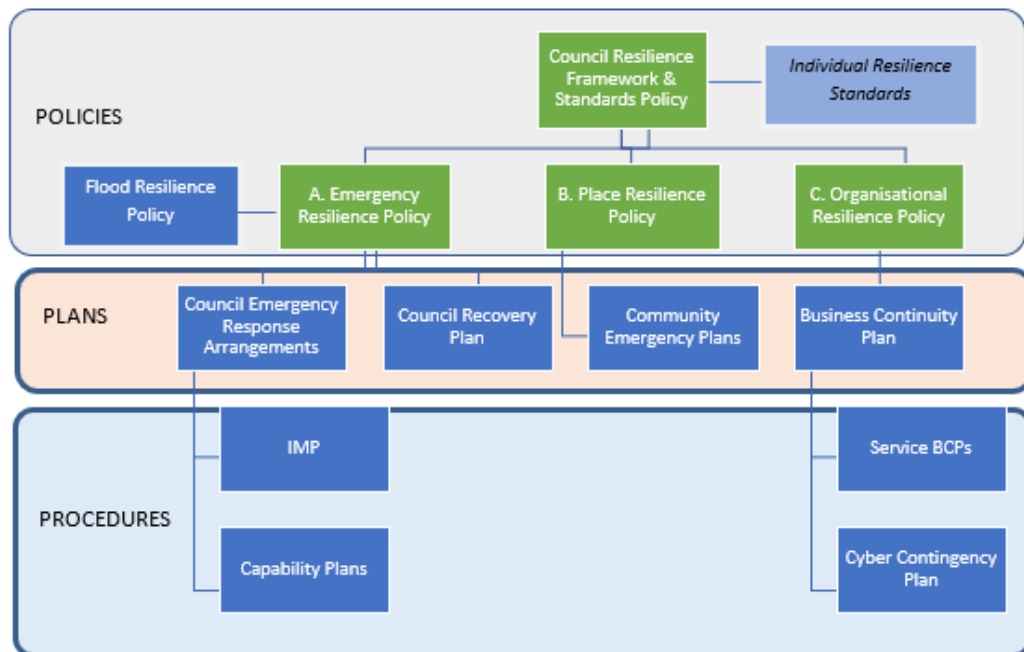 POLICIES
Council Resilience
Framework &
Standards Policy
Individual Resilience
Standards
Flood Resilience
Policy
A. Emergency
Resilience Policy
B. Place Resilience
Policy
C. Organisational
Resilience Policy
PLANS
Council Emergency
Response
Arrangements
Council Recovery
Plan
Community
Emergency Plans
Business Continuity
Plan
PROCEDURES
IMP
Service BCPs
Capability Plans
Cyber Contingency
Plan